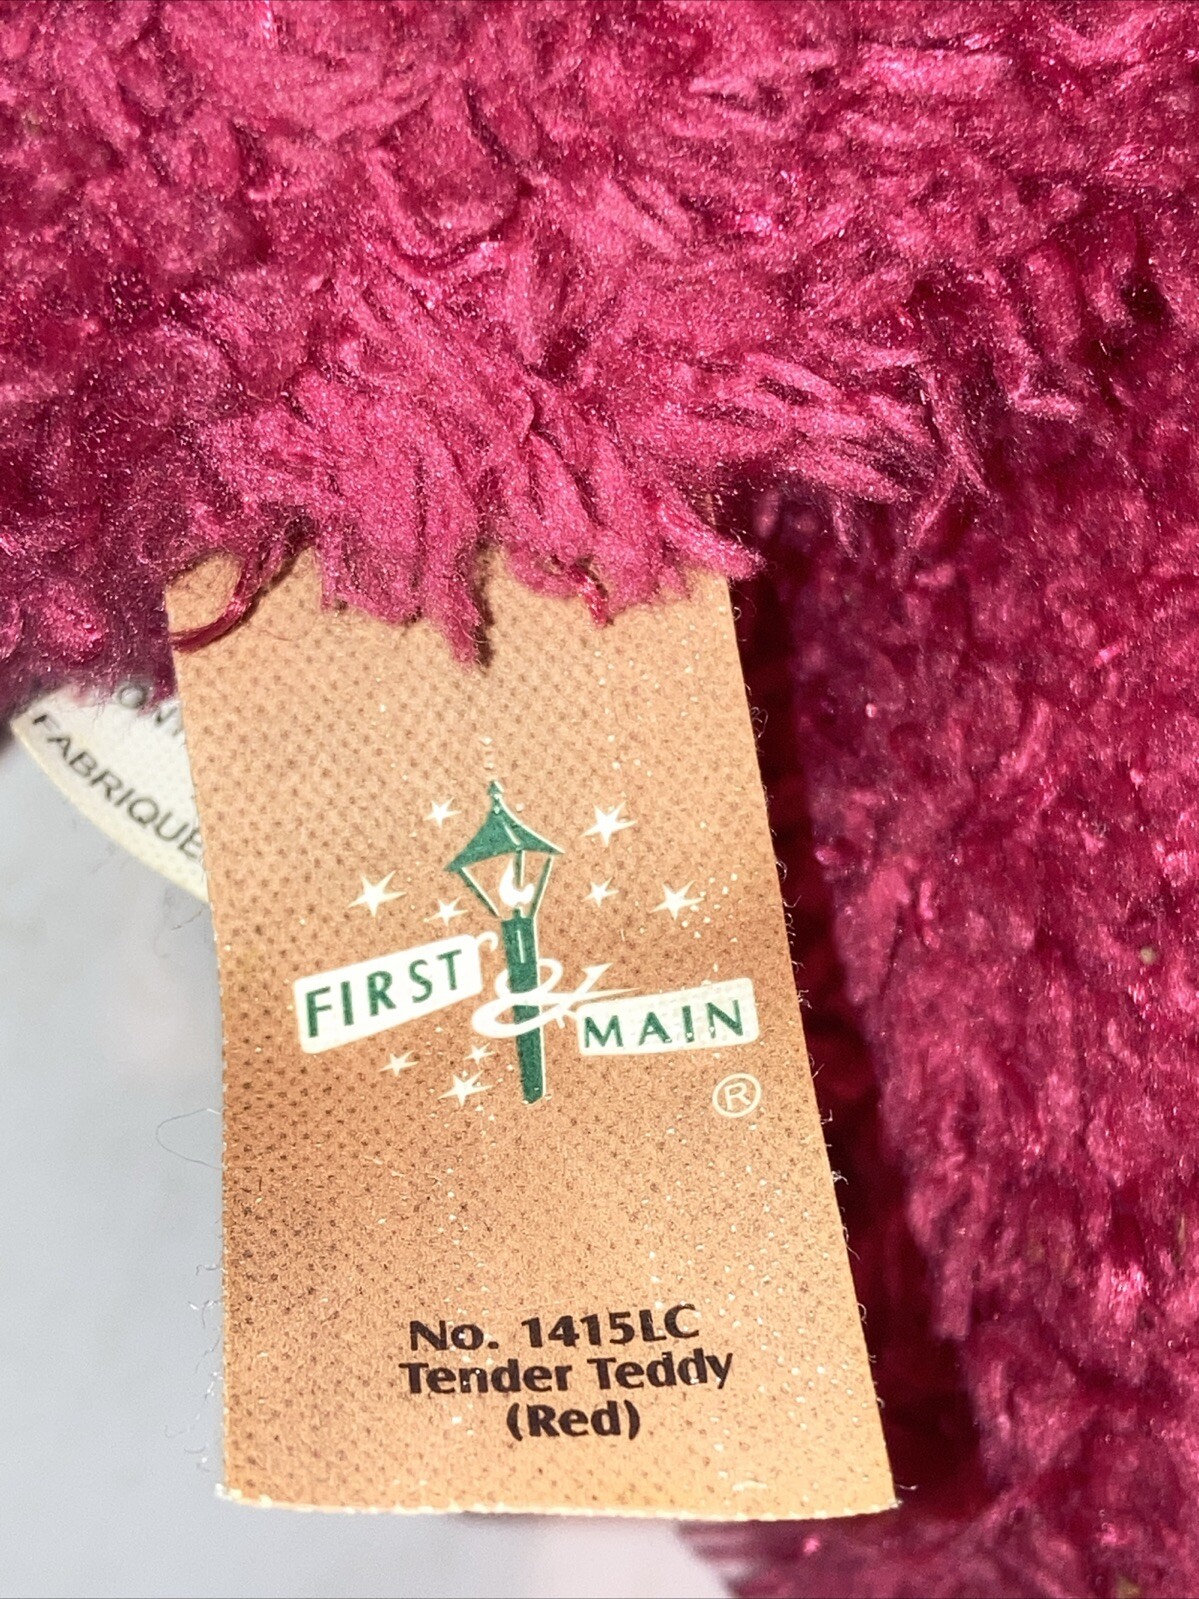 FABRIQUE
FIRST & MAIN
®
No. 1415LC
Tender Teddy
(Red)